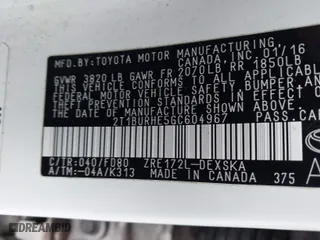 MFD.BY:TOYOTA MOTOR MANUFACTURING,
CANADA, INC. 01/16
GVWR 3820 LB GAWR FR 2070LB RR 1850LB
THIS VEHICLE CONFORMS TO ALL APPLICABLE
FEDERAL MOTOR VEHICLE SAFETY, BUMPER, AND
THEFT PREVENTION STANDARDS IN EFFECT ON
THE DATE OF MANUFACTURE SHOWN ABOVE.
2T1BURHE5GC604967 PASS.CA
C/TR:040/F080 ZRE172L-DEXSKA
A/TM:-04A/K313 MADE IN CANADA 375
A
© AUTOBIDMASTER